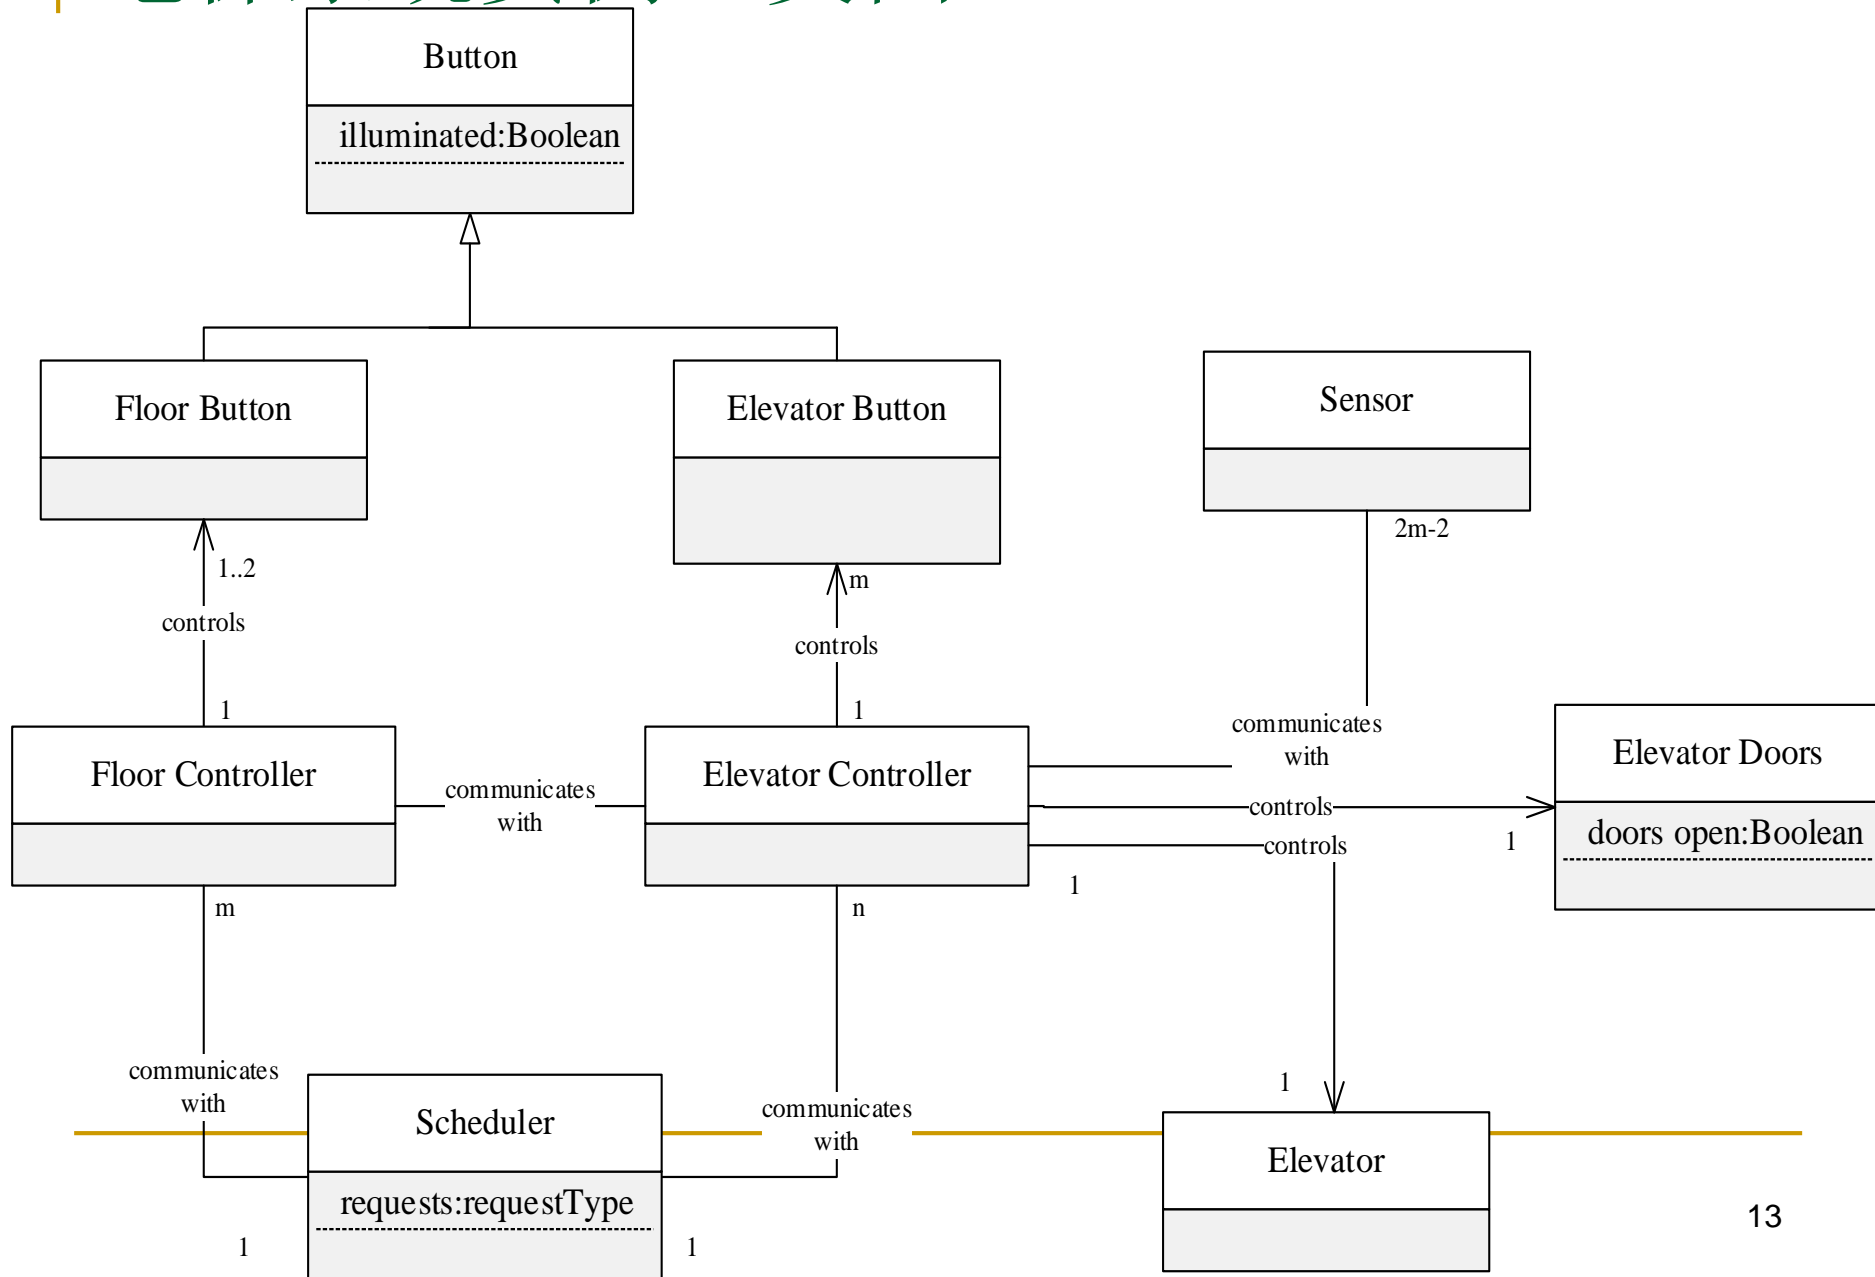 Button
illuminated:Boolean
Floor Button
Elevator Button
Sensor
1..2
m
2m-2
controls
controls
1
1
communicates
with
Floor Controller
communicates
with
Elevator Controller
Elevator Doors
controls
controls
1
doors open:Boolean
1
m
n
communicates
with
Scheduler
communicates
with
1
Elevator
requests:requestType
1
1
13